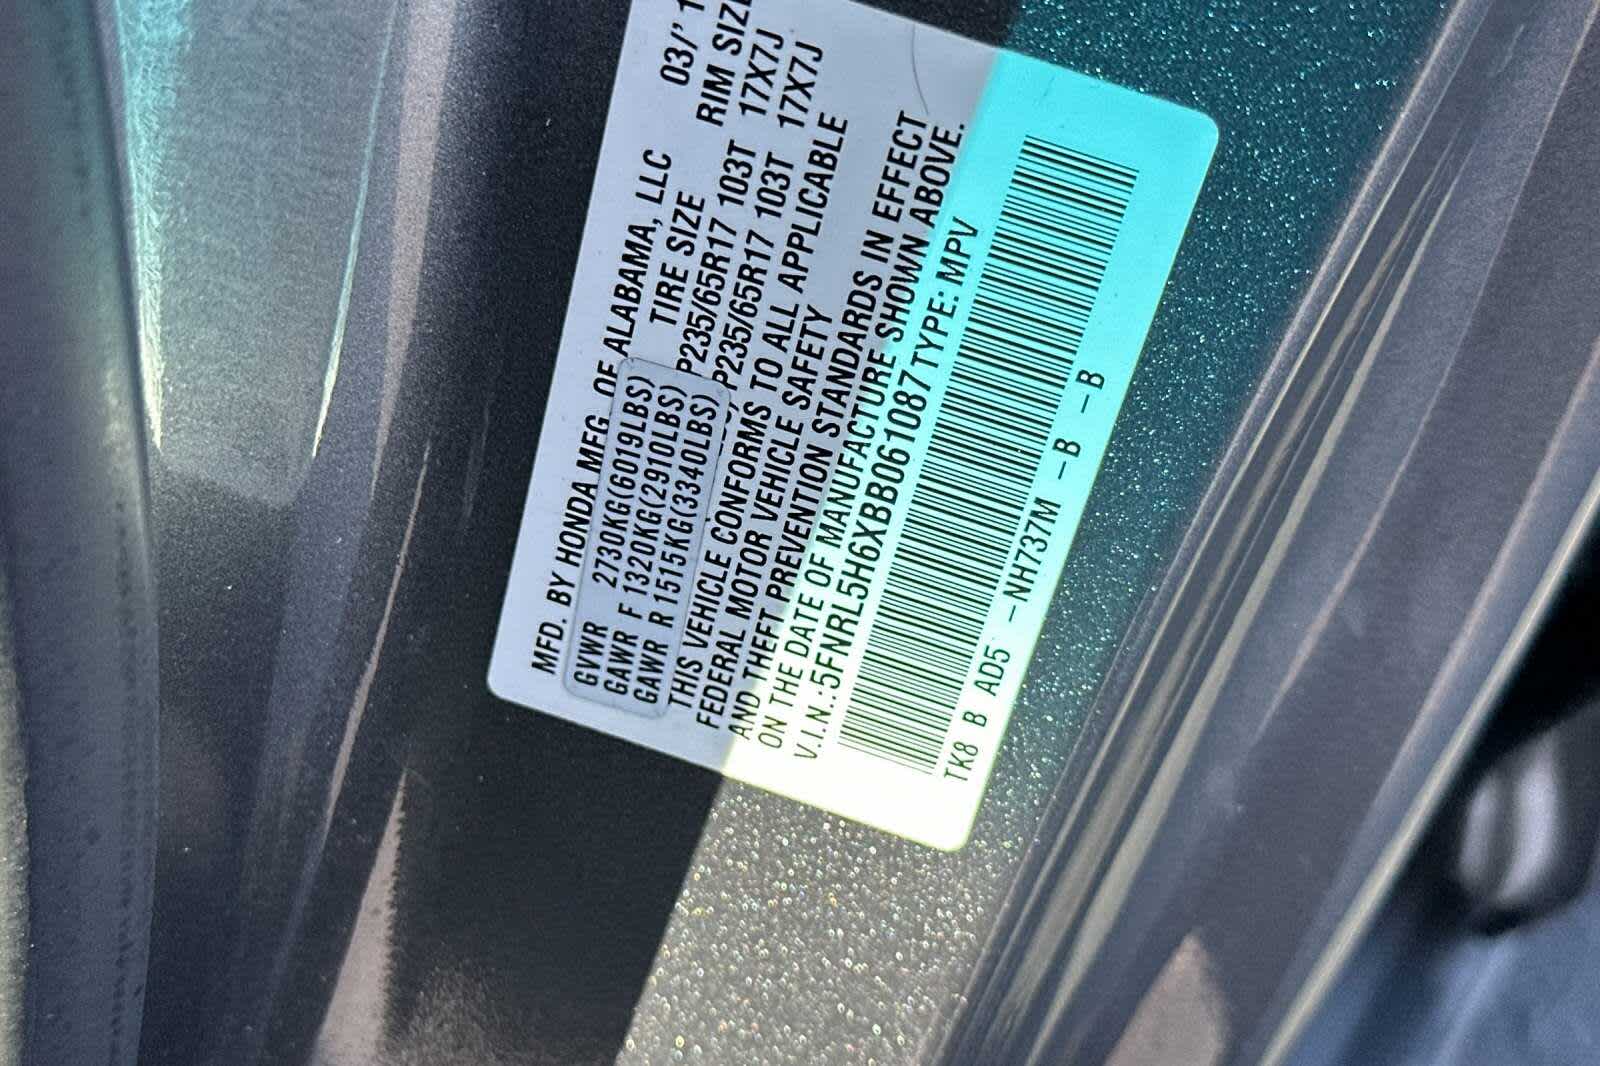 MFD. BY HONDA MFG. OF ALABAMA, LLC 03/'1
TIRE SIZE RIM SIZE
GVWR 2730KG(6019LBS)
GAWR F 1320KG(2910LBS) P235/65R17 103T 17X7J
GAWR R 1515KG(3340LBS) P235/65R17 103T 17X7J
THIS VEHICLE CONFORMS TO ALL APPLICABLE
FEDERAL MOTOR VEHICLE SAFETY
AND THEFT PREVENTION STANDARDS IN EFFECT
ON THE DATE OF MANUFACTURE SHOWN ABOVE.
V.I.N.:5FNRL5H6XBB061087 TYPE: MPV
TK8 B AD5 -NH737M -B -B